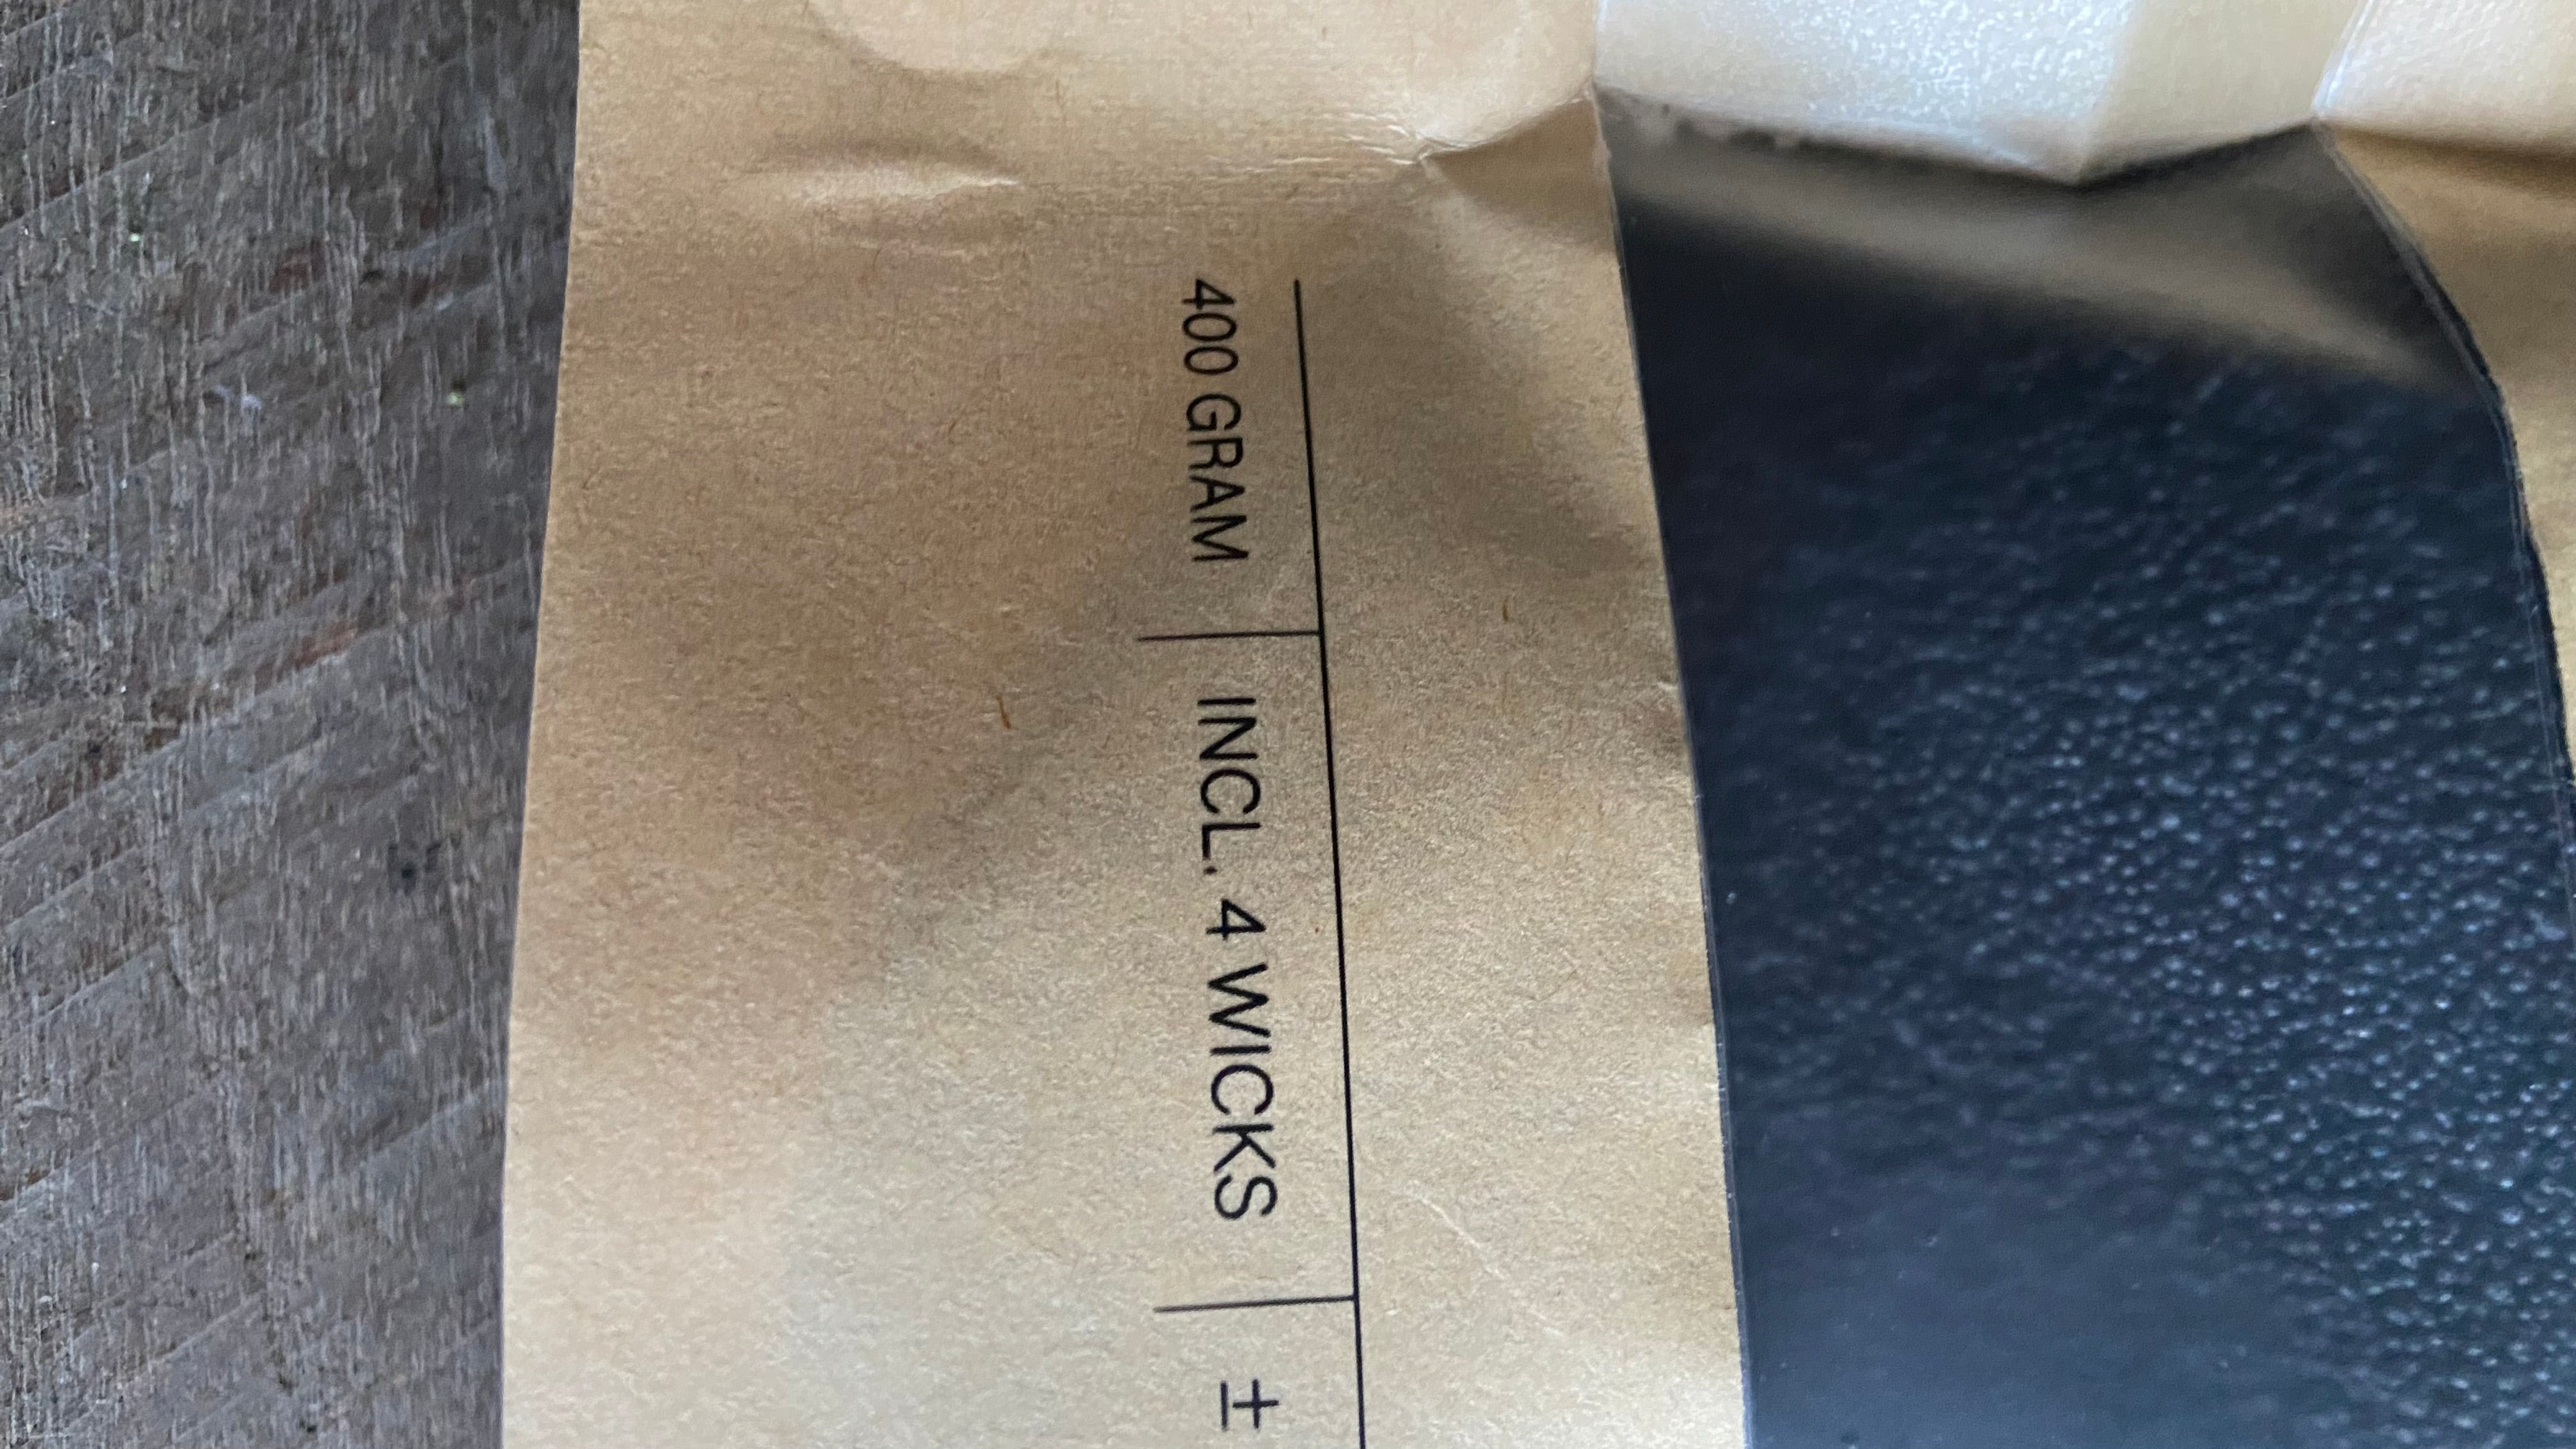 400 GRAM
INCL. 4 WICKS
±